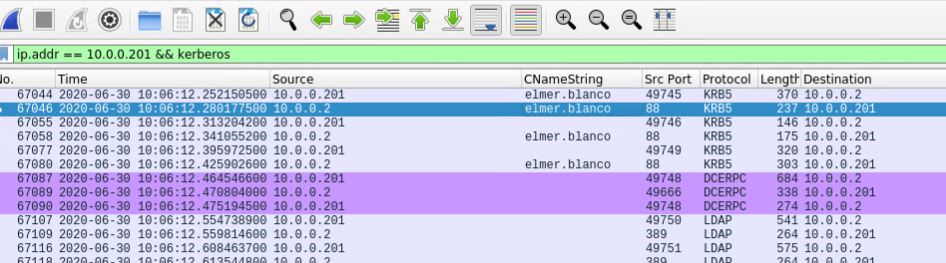 ip.addr == 10.0.0.201 && kerberos
No. Time Source CNameString Src Port Protocol Length Destination
67044 2020-06-30 10:06:12.252150500 10.0.0.201 elmer.blanco 49745 KRB5 370 10.0.0.2
67046 2020-06-30 10:06:12.280177500 10.0.0.2 elmer.blanco 88 KRB5 237 10.0.0.201
67055 2020-06-30 10:06:12.313204200 10.0.0.201 49746 KRB5 146 10.0.0.2
67058 2020-06-30 10:06:12.341055200 10.0.0.2 elmer.blanco 88 KRB5 175 10.0.0.201
67077 2020-06-30 10:06:12.395972500 10.0.0.201 49749 KRB5 320 10.0.0.2
67080 2020-06-30 10:06:12.425902600 10.0.0.2 elmer.blanco 88 KRB5 303 10.0.0.201
67087 2020-06-30 10:06:12.464546600 10.0.0.201 49748 DCERPC 684 10.0.0.2
67089 2020-06-30 10:06:12.470804000 10.0.0.2 49666 DCERPC 338 10.0.0.201
67090 2020-06-30 10:06:12.475194500 10.0.0.201 49748 DCERPC 274 10.0.0.2
67107 2020-06-30 10:06:12.554738900 10.0.0.201 49750 LDAP 541 10.0.0.2
67109 2020-06-30 10:06:12.559814600 10.0.0.2 389 LDAP 264 10.0.0.201
67116 2020-06-30 10:06:12.608463700 10.0.0.201 49751 LDAP 575 10.0.0.2
67118 2020-06-30 10:06:12.613544800 10.0.0.2 389 LDAP 264 10.0.0.201